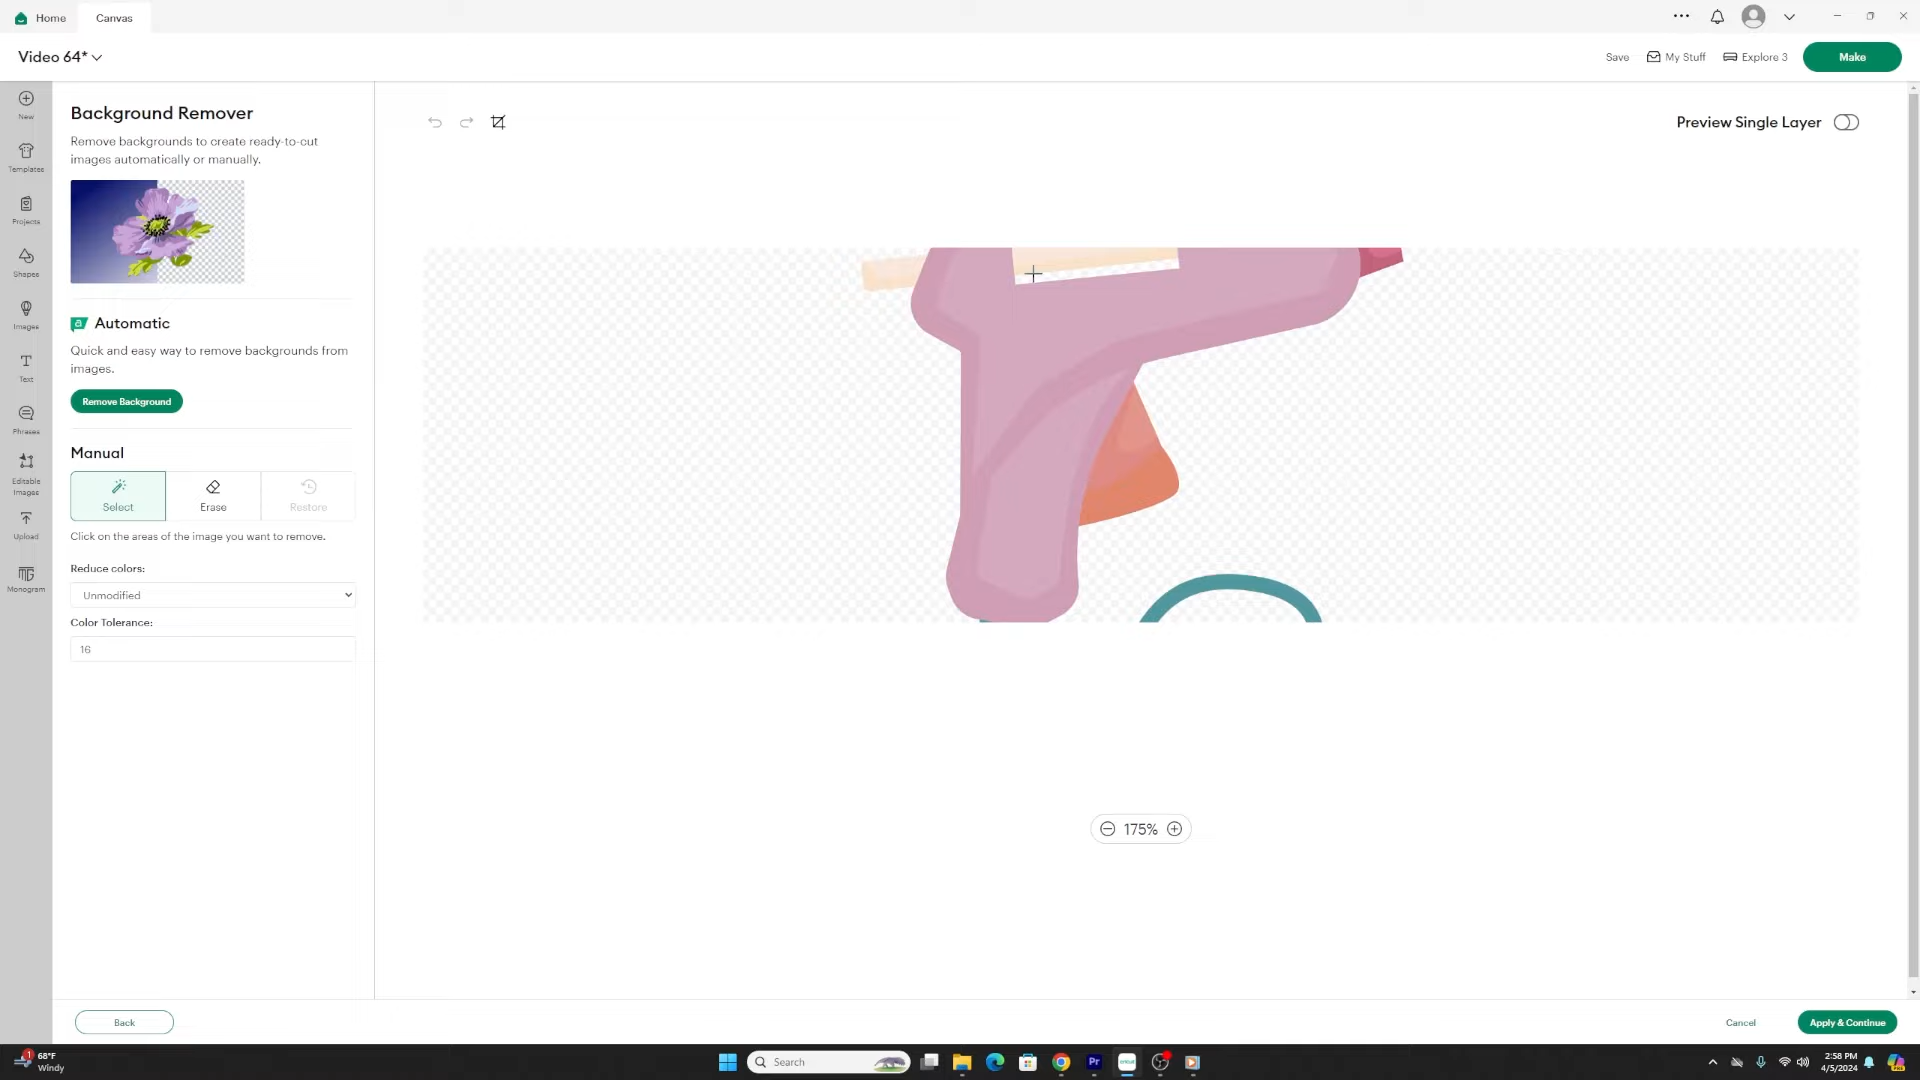 Home
Canvas
Video 64*
Save
My Stuff
Explore 3
Make
New
Templates
Projects
Shapes
Images
Text
Phrases
Editable
Images
Upload
Monogram
Background Remover
Remove backgrounds to create ready-to-cut
images automatically or manually.
a Automatic
Quick and easy way to remove backgrounds from
images.
Remove Background
Manual
Select
Erase
Restore
Click on the areas of the image you want to remove.
Reduce colors:
Unmodified
Color Tolerance:
16
Preview Single Layer
175%
Back
Cancel
Apply & Continue
1
68°F
Windy
Search
Pr
cricut
2:58 PM
4/5/2024
PRE